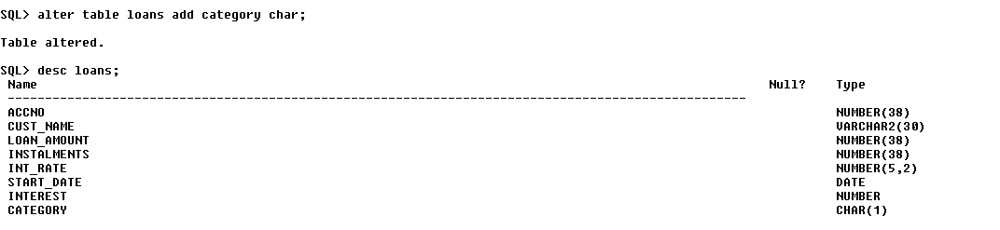 SQL> alter table loans add category char;
Table altered.
SQL> desc loans;
Name Null? Type
----------------------------------------------------------------------------------------------------
ACCNO NUMBER(38)
CUST_NAME VARCHAR2(30)
LOAN_AMOUNT NUMBER(38)
INSTALMENTS NUMBER(38)
INT_RATE NUMBER(5,2)
START_DATE DATE
INTEREST NUMBER
CATEGORY CHAR(1)